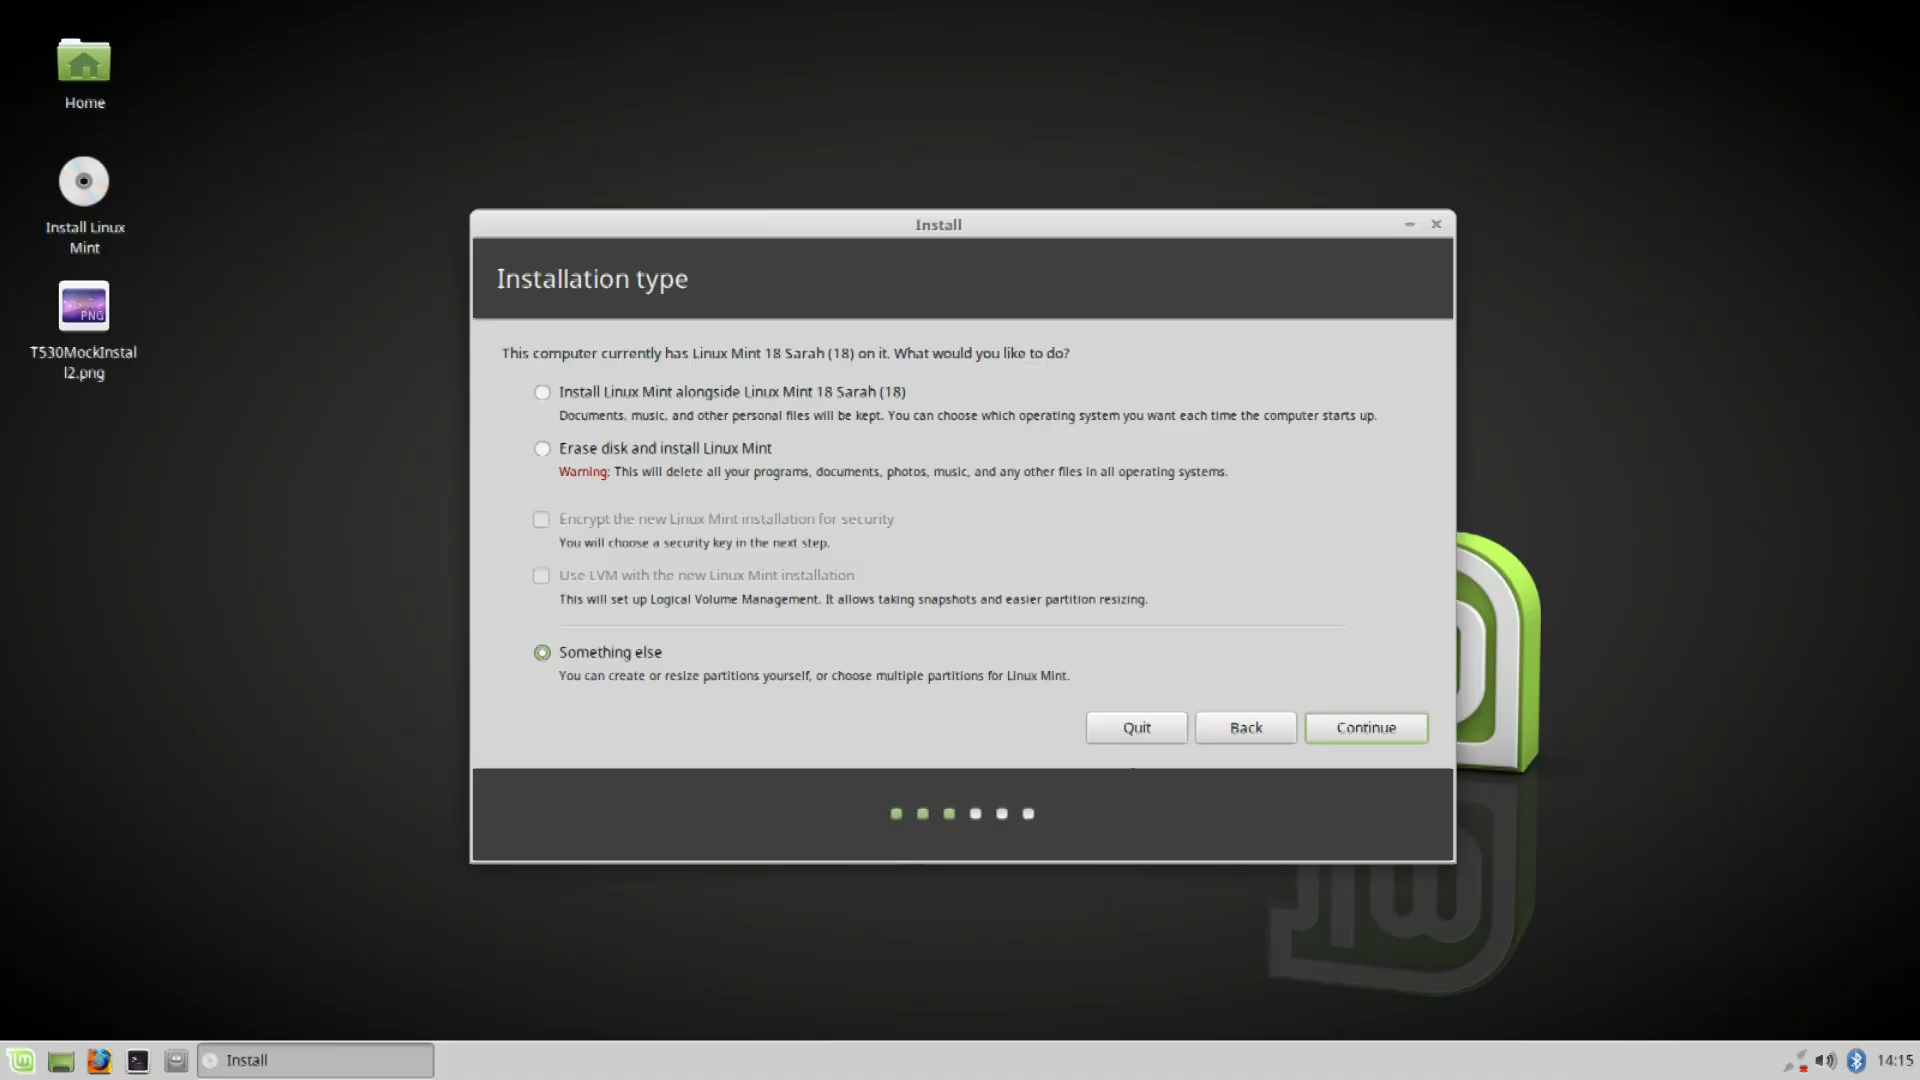 Home
Install Linux
Mint
PNG
T530MockInstal
l2.png
Install
Installation type
This computer currently has Linux Mint 18 Sarah (18) on it. What would you like to do?
Install Linux Mint alongside Linux Mint 18 Sarah (18)
Documents, music, and other personal files will be kept. You can choose which operating system you want each time the computer starts up.
Erase disk and install Linux Mint
Warning: This will delete all your programs, documents, photos, music, and any other files in all operating systems.
Encrypt the new Linux Mint installation for security
You will choose a security key in the next step.
Use LVM with the new Linux Mint installation
This will set up Logical Volume Management. It allows taking snapshots and easier partition resizing.
Something else
You can create or resize partitions yourself, or choose multiple partitions for Linux Mint.
Quit
Back
Continue
Install
14:15